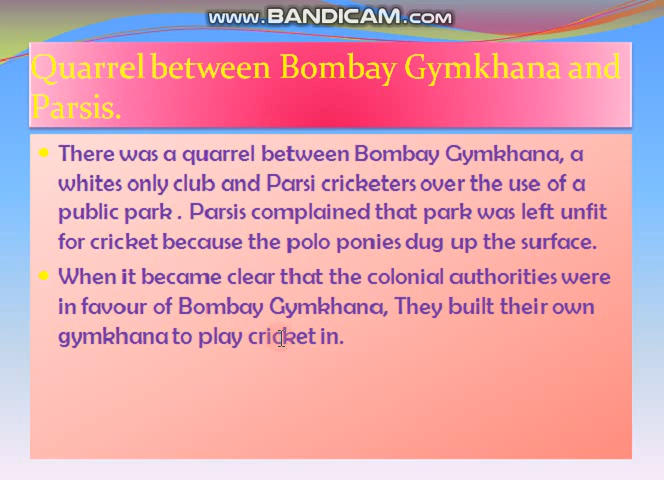 www.BANDICAM.com
Quarrel between Bombay Gymkhana and
Parsis.
There was a quarrel between Bombay Gymkhana, a
whites only club and Parsi cricketers over the use of a
public park . Parsis complained that park was left unfit
for cricket because the polo ponies dug up the surface.
When it became clear that the colonial authorities were
in favour of Bombay Gymkhana, They built their own
gymkhana to play cricket in.